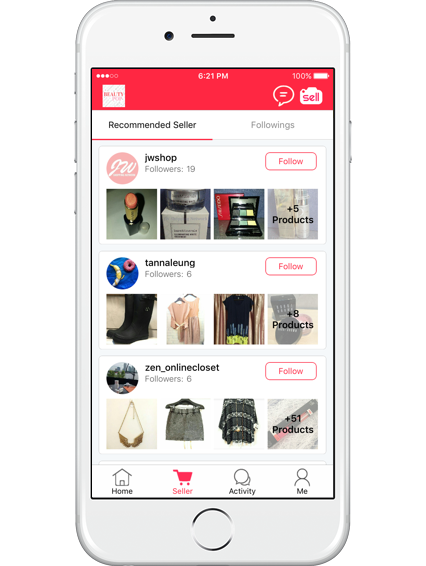 6:21 PM
100%
BEAUTY
sell
Recommended Seller
Followings
JW
jwshop
Followers: 19
Follow
+5
Products
tannaleung
Followers: 6
Follow
+8
Products
zen_onlinecloset
Followers: 6
Follow
+51
Products
Home
Seller
Activity
Me